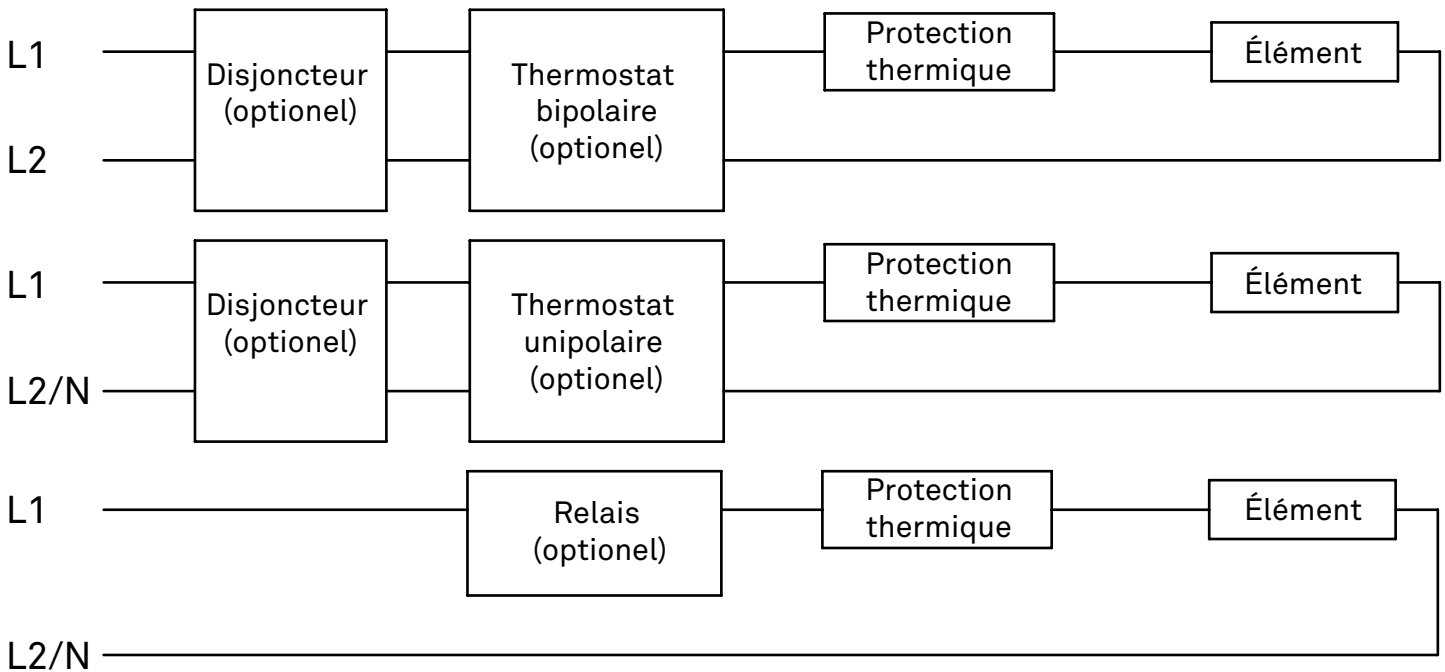 L1
Disjoncteur
(optionel)
Thermostat
bipolaire
(optionel)
Protection
thermique
Élément
L2
L1
Disjoncteur
(optionel)
Thermostat
unipolaire
(optionel)
Protection
thermique
Élément
L2/N
L1
Relais
(optionel)
Protection
thermique
Élément
L2/N